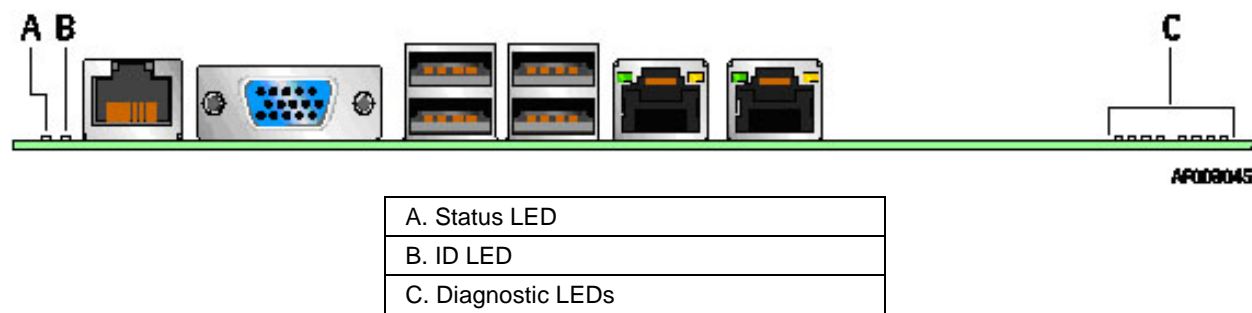 A B C
AF003045
A. Status LED
B. ID LED
C. Diagnostic LEDs